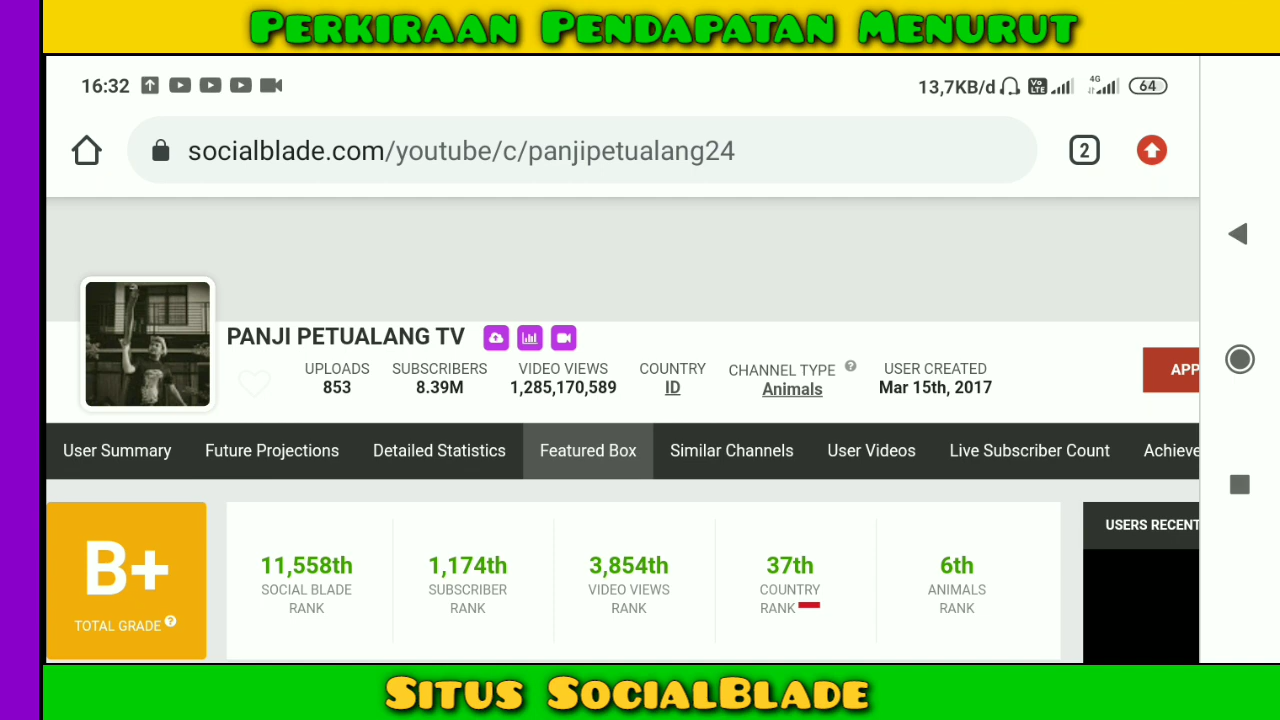 PERKIRAAN PENDAPATAN MENURUT
16:32
13,7KB/d Vo LTE 4G 64
socialblade.com/youtube/c/panjipetualang24
2
PANJI PETUALANG TV
UPLOADS SUBSCRIBERS VIDEO VIEWS COUNTRY CHANNEL TYPE ? USER CREATED
853 8.39M 1,285,170,589 ID Animals Mar 15th, 2017
APP
User Summary Future Projections Detailed Statistics Featured Box Similar Channels User Videos Live Subscriber Count Achieve
B+
TOTAL GRADE ?
11,558th 1,174th 3,854th 37th 6th
SOCIAL BLADE SUBSCRIBER VIDEO VIEWS COUNTRY ANIMALS
RANK RANK RANK RANK RANK
USERS RECENT
SITUS SOCIALBLADE